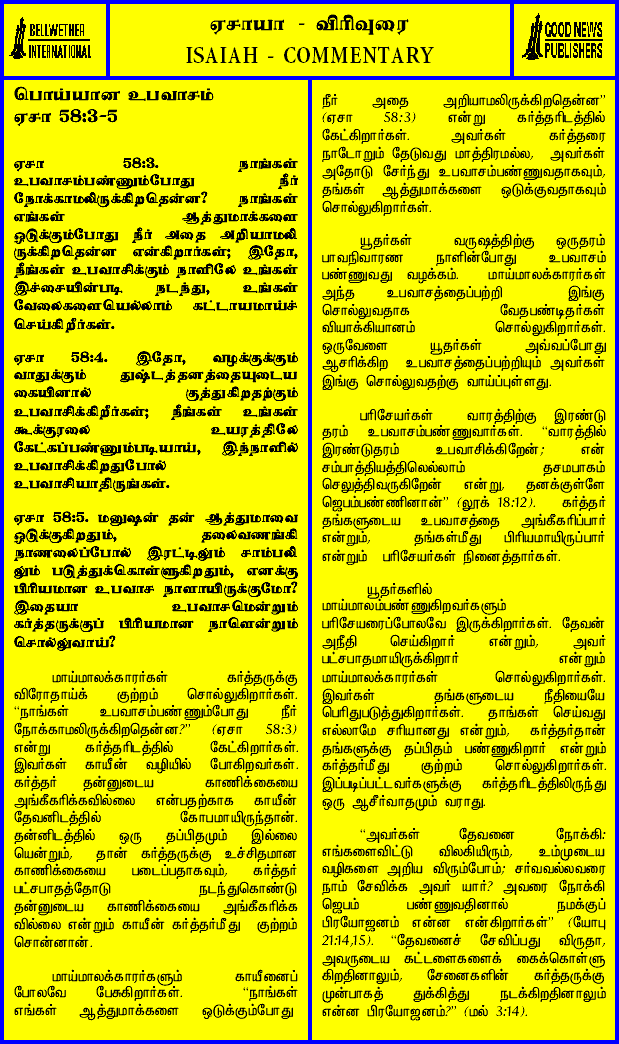 BELLWETHER
INTERNATIONAL
ஏசாயா - விரிவுரை
ISAIAH - COMMENTARY
GOOD NEWS
PUBLISHERS
பொய்யான உபவாசம்
ஏசா 58:3-5
ஏசா 58:3. நாங்கள்
உபவாசம்பண்ணும்போது நீர்
நோக்காமலிருக்கிறதென்ன? நாங்கள்
எங்கள் ஆத்துமாக்களை
ஒடுக்கும்போது நீர் அதை அறியாமலி
ருக்கிறதென்ன என்கிறார்கள்; இதோ,
நீங்கள் உபவாசிக்கும் நாளிலே உங்கள்
இச்சையின்படி நடந்து, உங்கள்
வேலைகளையெல்லாம் கட்டாயமாய்ச்
செய்கிறீர்கள்.
ஏசா 58:4. இதோ, வழக்குக்கும்
வாதுக்கும் துஷ்டத்தனத்தையுடைய
கையினால் குத்துகிறதற்கும்
உபவாசிக்கிறீர்கள்; நீங்கள் உங்கள்
கூக்குரலை உயரத்திலே
கேட்கப்பண்ணும்படியாய், இந்நாளில்
உபவாசிக்கிறதுபோல்
உபவாசியாதிருங்கள்.
ஏசா 58:5. மனுஷன் தன் ஆத்துமாவை
ஒடுக்குகிறதும், தலைவணங்கி
நாணலைப்போல் இரட்டிலும் சாம்பலி
லும் படுத்துக்கொள்ளுகிறதும், எனக்கு
பிரியமான உபவாச நாளாயிருக்குமோ?
இதையா உபவாசமென்றும்
கர்த்தருக்குப் பிரியமான நாளென்றும்
சொல்லுவாய்?
மாய்மாலக்காரர்கள் கர்த்தருக்கு
விரோதாய்க் குற்றம் சொல்லுகிறார்கள்.
“நாங்கள் உபவாசம்பண்ணும்போது நீர்
நோக்காமலிருக்கிறதென்ன?” (ஏசா 58:3)
என்று கர்த்தரிடத்தில் கேட்கிறார்கள்.
இவர்கள் காயீன் வழியில் போகிறவர்கள்.
கர்த்தர் தன்னுடைய காணிக்கையை
அங்கீகரிக்கவில்லை என்பதற்காக காயீன்
தேவனிடத்தில் கோபமாயிருந்தான்.
தன்னிடத்தில் ஒரு தப்பிதமும் இல்லை
யென்றும், தான் கர்த்தருக்கு உச்சிதமான
காணிக்கையை படைப்பதாகவும், கர்த்தர்
பட்சபாதத்தோடு நடந்துகொண்டு
தன்னுடைய காணிக்கையை அங்கீகரிக்க
வில்லை என்றும் காயீன் கர்த்தர்மீது குற்றம்
சொன்னான்.
மாய்மாலக்காரர்களும் காயீனைப்
போலவே பேசுகிறார்கள். “நாங்கள்
எங்கள் ஆத்துமாக்களை ஒடுக்கும்போது
நீர் அதை அறியாமலிருக்கிறதென்ன”
(ஏசா 58:3) என்று கர்த்தரிடத்தில்
கேட்கிறார்கள். அவர்கள் கர்த்தரை
நாடோறும் தேடுவது மாத்திரமல்ல, அவர்கள்
அதோடு சேர்ந்து உபவாசம்பண்ணுவதாகவும்,
தங்கள் ஆத்துமாக்களை ஒடுக்குவதாகவும்
சொல்லுகிறார்கள்.
யூதர்கள் வருஷத்திற்கு ஒருதரம்
பாவநிவாரண நாளின்போது உபவாசம்
பண்ணுவது வழக்கம். மாய்மாலக்காரர்கள்
அந்த உபவாசத்தைப்பற்றி இங்கு
சொல்லுவதாக வேதபண்டிதர்கள்
வியாக்கியானம் சொல்லுகிறார்கள்.
ஒருவேளை யூதர்கள் அவ்வப்போது
ஆசரிக்கிற உபவாசத்தைப்பற்றியும் அவர்கள்
இங்கு சொல்லுவதற்கு வாய்ப்புள்ளது.
பரிசேயர்கள் வாரத்திற்கு இரண்டு
தரம் உபவாசம்பண்ணுவார்கள். “வாரத்தில்
இரண்டுதரம் உபவாசிக்கிறேன்; என்
சம்பாத்தியத்திலெல்லாம் தசமபாகம்
செலுத்திவருகிறேன் என்று, தனக்குள்ளே
ஜெபம்பண்ணினான்” (லூக் 18:12). கர்த்தர்
தங்களுடைய உபவாசத்தை அங்கீகரிப்பார்
என்றும், தங்கள்மீது பிரியமாயிருப்பார்
என்றும் பரிசேயர்கள் நினைத்தார்கள்.
யூதர்களில்
மாய்மாலம்பண்ணுகிறவர்களும்
பரிசேயரைப்போலவே இருக்கிறார்கள். தேவன்
அநீதி செய்கிறார் என்றும், அவர்
பட்சபாதமாயிருக்கிறார் என்றும்
மாய்மாலக்காரர்கள் சொல்லுகிறார்கள்.
இவர்கள் தங்களுடைய நீதியையே
பெரிதுபடுத்துகிறார்கள். தாங்கள் செய்வது
எல்லாமே சரியானது என்றும், கர்த்தர்தான்
தங்களுக்கு தப்பிதம் பண்ணுகிறார் என்றும்
கர்த்தர்மீது குற்றம் சொல்லுகிறார்கள்.
இப்படிப்பட்டவர்களுக்கு கர்த்தரிடத்திலிருந்து
ஒரு ஆசீர்வாதமும் வராது.
“அவர்கள் தேவனை நோக்கி:
எங்களைவிட்டு விலகியிரும், உம்முடைய
வழிகளை அறிய விரும்போம்; சர்வவல்லவரை
நாம் சேவிக்க அவர் யார்? அவரை நோக்கி
ஜெபம் பண்ணுவதினால் நமக்குப்
பிரயோஜனம் என்ன என்கிறார்கள்” (யோபு
21:14,15). “தேவனைச் சேவிப்பது விருதா,
அவருடைய கட்டளைகளைக் கைக்கொள்ளு
கிறதினாலும், சேனைகளின் கர்த்தருக்கு
முன்பாகத் துக்கித்து நடக்கிறதினாலும்
என்ன பிரயோஜனம்?” (மல் 3:14).